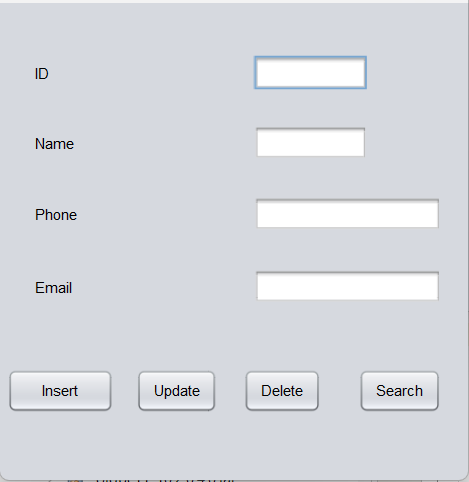 ID
Name
Phone
Email
Insert Update Delete Search